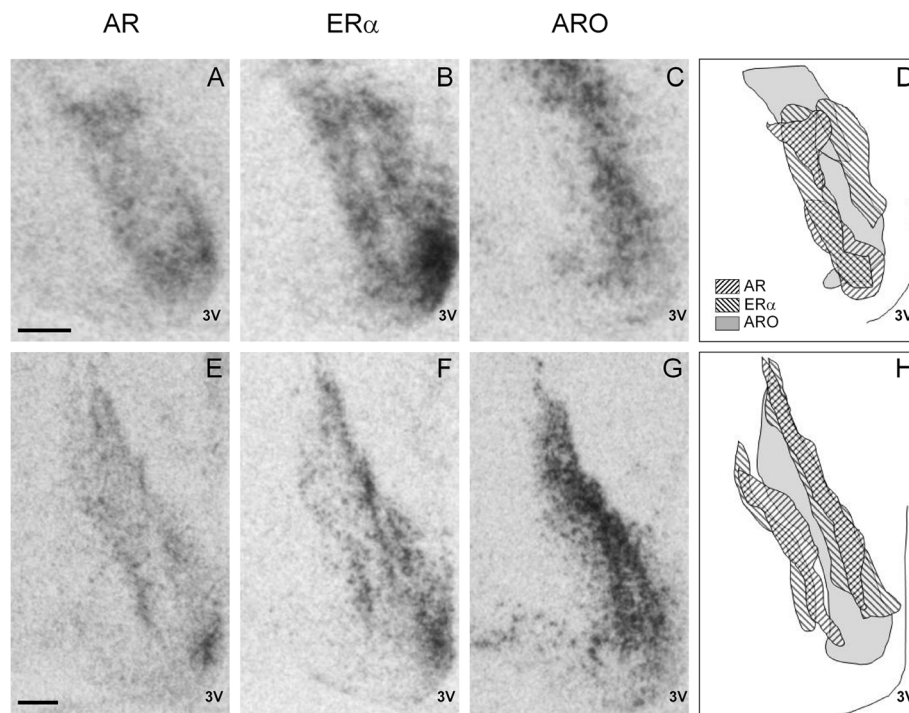 AR ERα ARO
A B C D
AR
ERα
ARO
3V 3V 3V 3V
E F G H
3V 3V 3V 3V